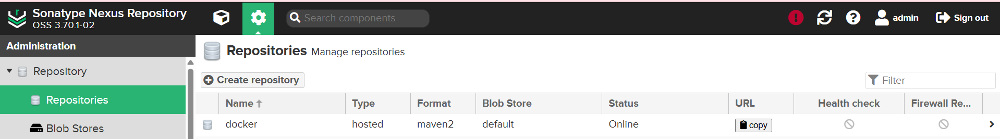 Sonatype Nexus Repository
OSS 3.70.1-02
Search components
admin
Sign out
Administration
Repositories Manage repositories
Repository
Create repository
Filter
Repositories
Name Type Format Blob Store Status URL Health check Firewall Re...
docker hosted maven2 default Online copy
Blob Stores